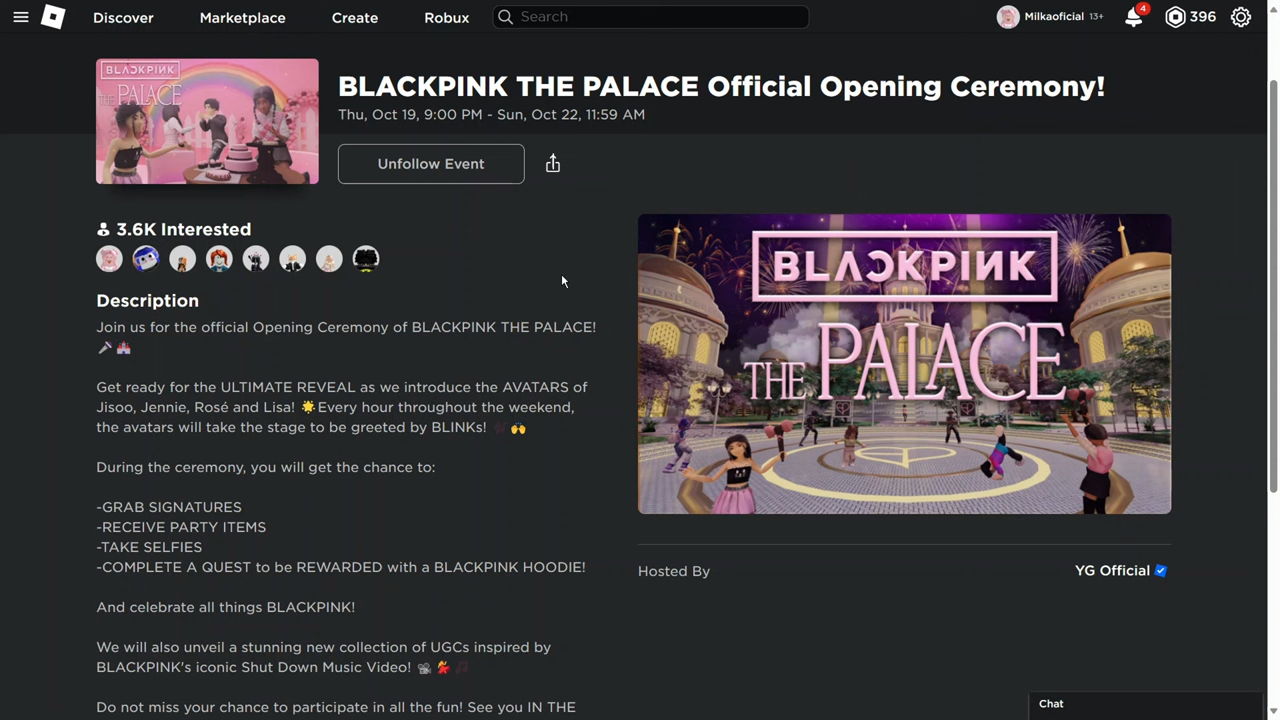 Discover Marketplace Create Robux Search Milkaoficial 13+ 4 396
BLACKPINK
THE PALACE
BLACKPINK THE PALACE Official Opening Ceremony!
Thu, Oct 19, 9:00 PM - Sun, Oct 22, 11:59 AM
Unfollow Event
3.6K Interested
Description
Join us for the official Opening Ceremony of BLACKPINK THE PALACE!
🎤🏰
Get ready for the ULTIMATE REVEAL as we introduce the AVATARS of
Jisoo, Jennie, Rosé and Lisa! 🌟Every hour throughout the weekend,
the avatars will take the stage to be greeted by BLINKs! 🖤🙌
During the ceremony, you will get the chance to:
-GRAB SIGNATURES
-RECEIVE PARTY ITEMS
-TAKE SELFIES
-COMPLETE A QUEST to be REWARDED with a BLACKPINK HOODIE!
And celebrate all things BLACKPINK!
We will also unveil a stunning new collection of UGCs inspired by
BLACKPINK's iconic Shut Down Music Video! 📽💃🎵
Do not miss your chance to participate in all the fun! See you IN THE
BLΛCKPIИK
THE PALACE
Hosted By YG Official
Chat